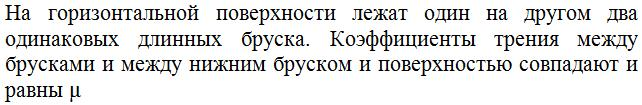 На горизонтальной поверхности лежат один на другом два
одинаковых длинных бруска. Коэффициенты трения между
брусками и между нижним бруском и поверхностью совпадают и
равны μ